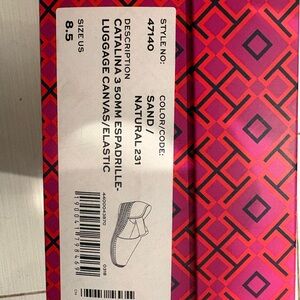 STYLE NO:
47140
COLOR/CODE:
SAND /
NATURAL 231
DESCRIPTION
CATALINA 3 50MM ESPADRILLE-
LUGGAGE CANVAS/ELASTIC
SIZE US
8.5